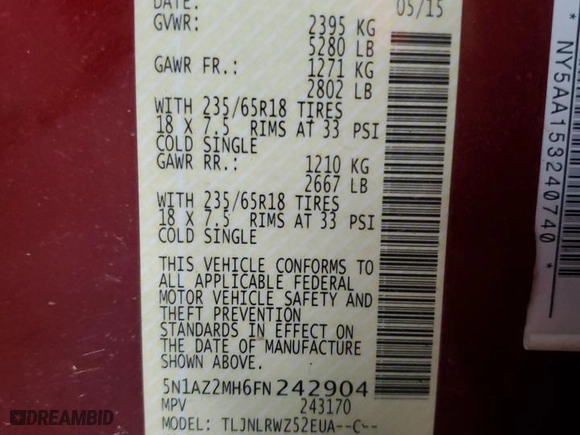 DATE: 05/15
GVWR: 2395 KG
5280 LB
GAWR FR.: 1271 KG
2802 LB
WITH 235/65R18 TIRES
18 X 7.5 RIMS AT 33 PSI
COLD SINGLE
GAWR RR.: 1210 KG
2667 LB
WITH 235/65R18 TIRES
18 X 7.5 RIMS AT 33 PSI
COLD SINGLE
THIS VEHICLE CONFORMS TO
ALL APPLICABLE FEDERAL
MOTOR VEHICLE SAFETY AND
THEFT PREVENTION
STANDARDS IN EFFECT ON
THE DATE OF MANUFACTURE
SHOWN ABOVE.
5N1AZ2MH6FN242904
MPV 243170
MODEL: TLJNLRWZ52EUA--C--
* NY5AA153240740 *
DREAMBID